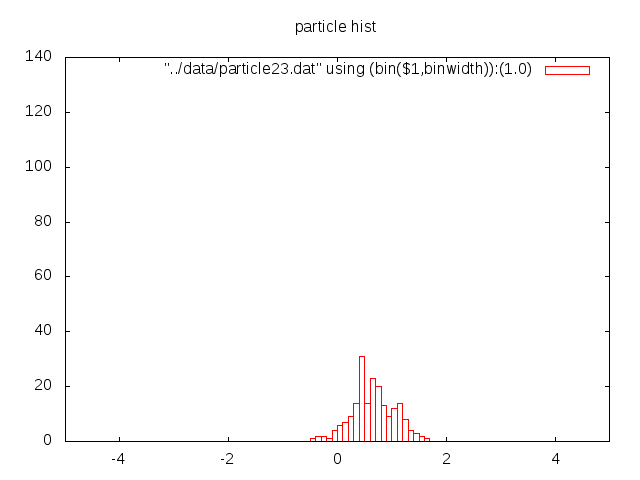 particle hist
140
"../data/particle23.dat" using (bin($1,binwidth)):(1.0)
120
100
80
60
40
20
0
-4 -2 0 2 4